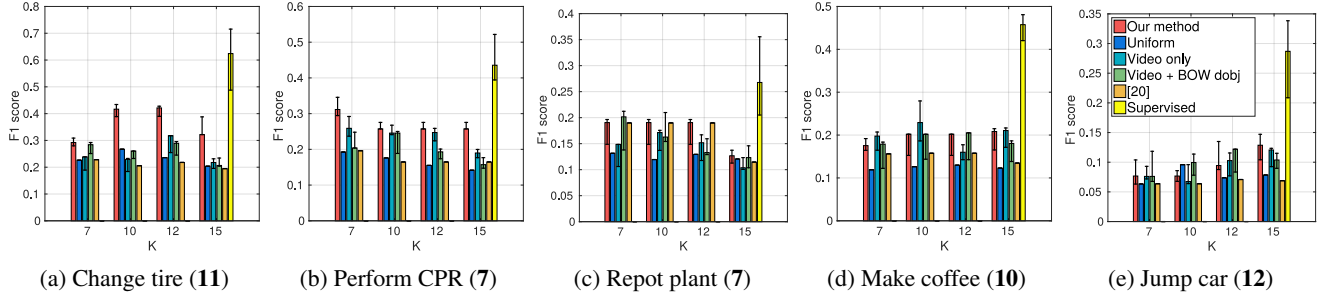 0.8
0.7
0.6
0.5
0.4
0.3
0.2
0.1
0
F1 score
7 10 12 15
K
(a) Change tire (11)
0.6
0.5
0.4
0.3
0.2
0.1
0
F1 score
7 10 12 15
K
(b) Perform CPR (7)
0.4
0.35
0.3
0.25
0.2
0.15
0.1
0.05
0
F1 score
7 10 12 15
K
(c) Repot plant (7)
0.5
0.4
0.3
0.2
0.1
0
F1 score
7 10 12 15
K
(d) Make coffee (10)
0.35
0.30
0.25
0.20
0.15
0.10
0.05
0
F1 score
Our method
Uniform
Video only
Video + BOW dobj
[20]
Supervised
7 10 12 15
K
(e) Jump car (12)